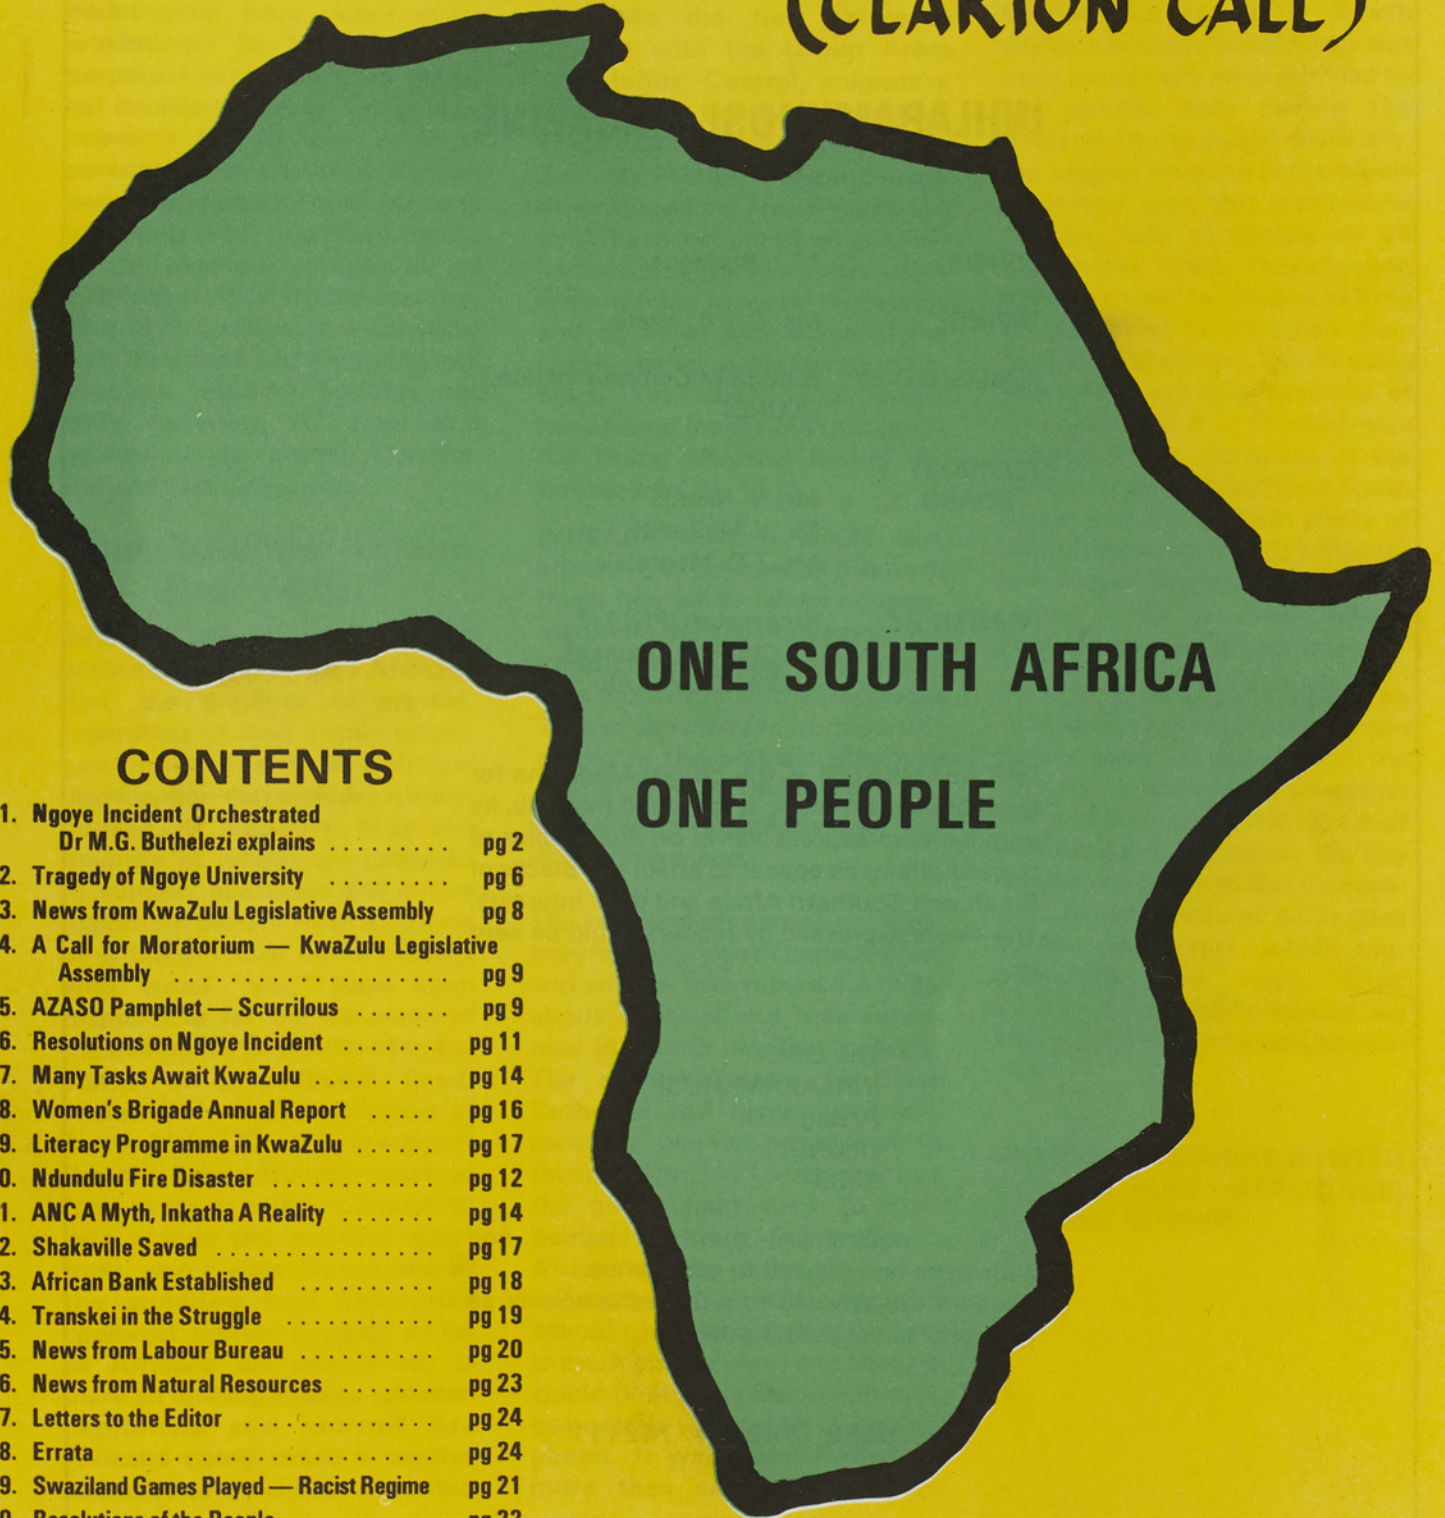 (CLARION CALL)
ONE SOUTH AFRICA
ONE PEOPLE
CONTENTS
1. Ngoye Incident Orchestrated
Dr M.G. Buthelezi explains ......... pg 2
2. Tragedy of Ngoye University ......... pg 6
3. News from KwaZulu Legislative Assembly pg 8
4. A Call for Moratorium — KwaZulu Legislative
Assembly .................... pg 9
5. AZASO Pamphlet — Scurrilous ....... pg 9
6. Resolutions on Ngoye Incident ....... pg 11
7. Many Tasks Await KwaZulu ......... pg 14
8. Women's Brigade Annual Report ..... pg 16
9. Literacy Programme in KwaZulu ...... pg 17
0. Ndundulu Fire Disaster ............ pg 12
1. ANC A Myth, Inkatha A Reality ....... pg 14
2. Shakaville Saved ................ pg 17
3. African Bank Established ............ pg 18
4. Transkei in the Struggle ........... pg 19
5. News from Labour Bureau .......... pg 20
6. News from Natural Resources ....... pg 23
7. Letters to the Editor .............. pg 24
8. Errata ....................... pg 24
9. Swaziland Games Played — Racist Regime pg 21
Resolutions of the People pg 22